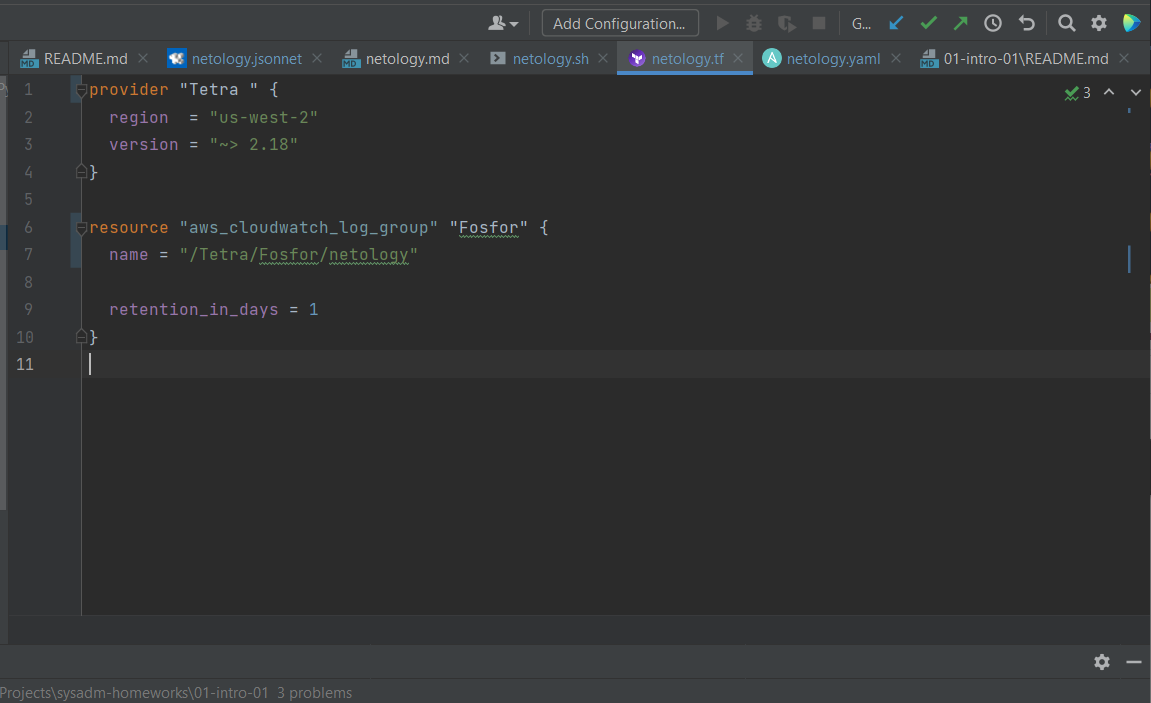 Add Configuration...
G...
README.md
netology.jsonnet
netology.md
netology.sh
netology.tf
netology.yaml
01-intro-01\README.md
3
1 provider "Tetra " {
2   region  = "us-west-2"
3   version = "~> 2.18"
4 }
5
6 resource "aws_cloudwatch_log_group" "Fosfor" {
7   name = "/Tetra/Fosfor/netology"
8
9   retention_in_days = 1
10 }
11
Projects\sysadm-homeworks\01-intro-01  3 problems